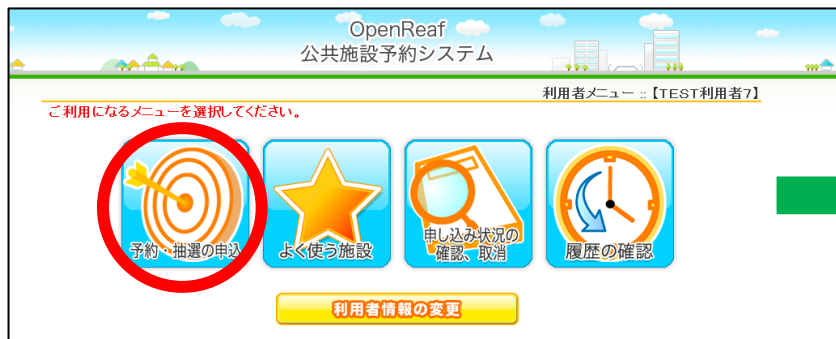 OpenReaf
公共施設予約システム
利用者メニュー ::【TEST利用者7】
ご利用になるメニューを選択してください。
予約・抽選の申込
よく使う施設
申し込み状況の
確認、取消
履歴の確認
利用者情報の変更